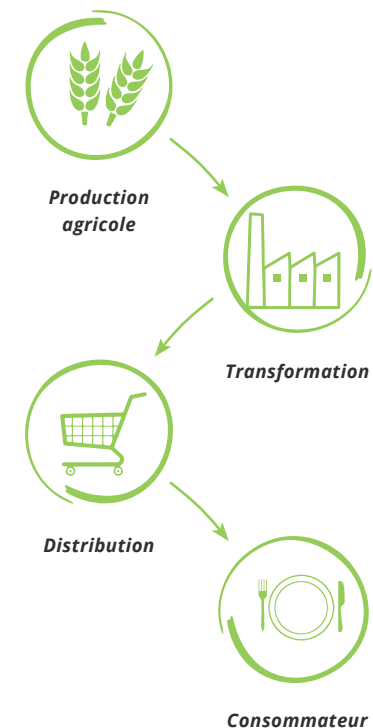 Production
agricole
Transformation
Distribution
Consommateur